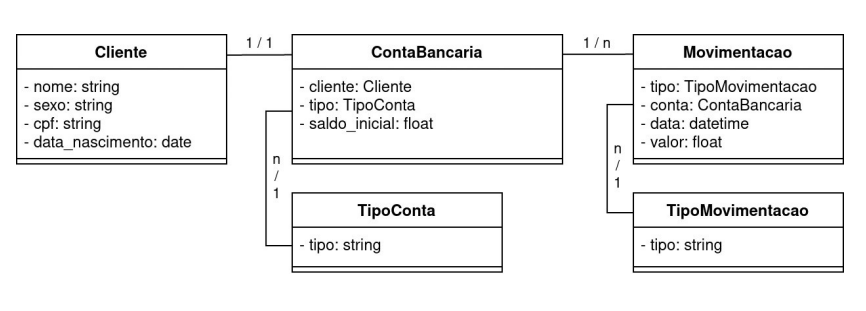 Cliente
- nome: string
- sexo: string
- cpf: string
- data_nascimento: date
1 / 1
ContaBancaria
- cliente: Cliente
- tipo: TipoConta
- saldo_inicial: float
1 / n
Movimentacao
- tipo: TipoMovimentacao
- conta: ContaBancaria
- data: datetime
- valor: float
n
/
1
TipoConta
- tipo: string
n
/
1
TipoMovimentacao
- tipo: string